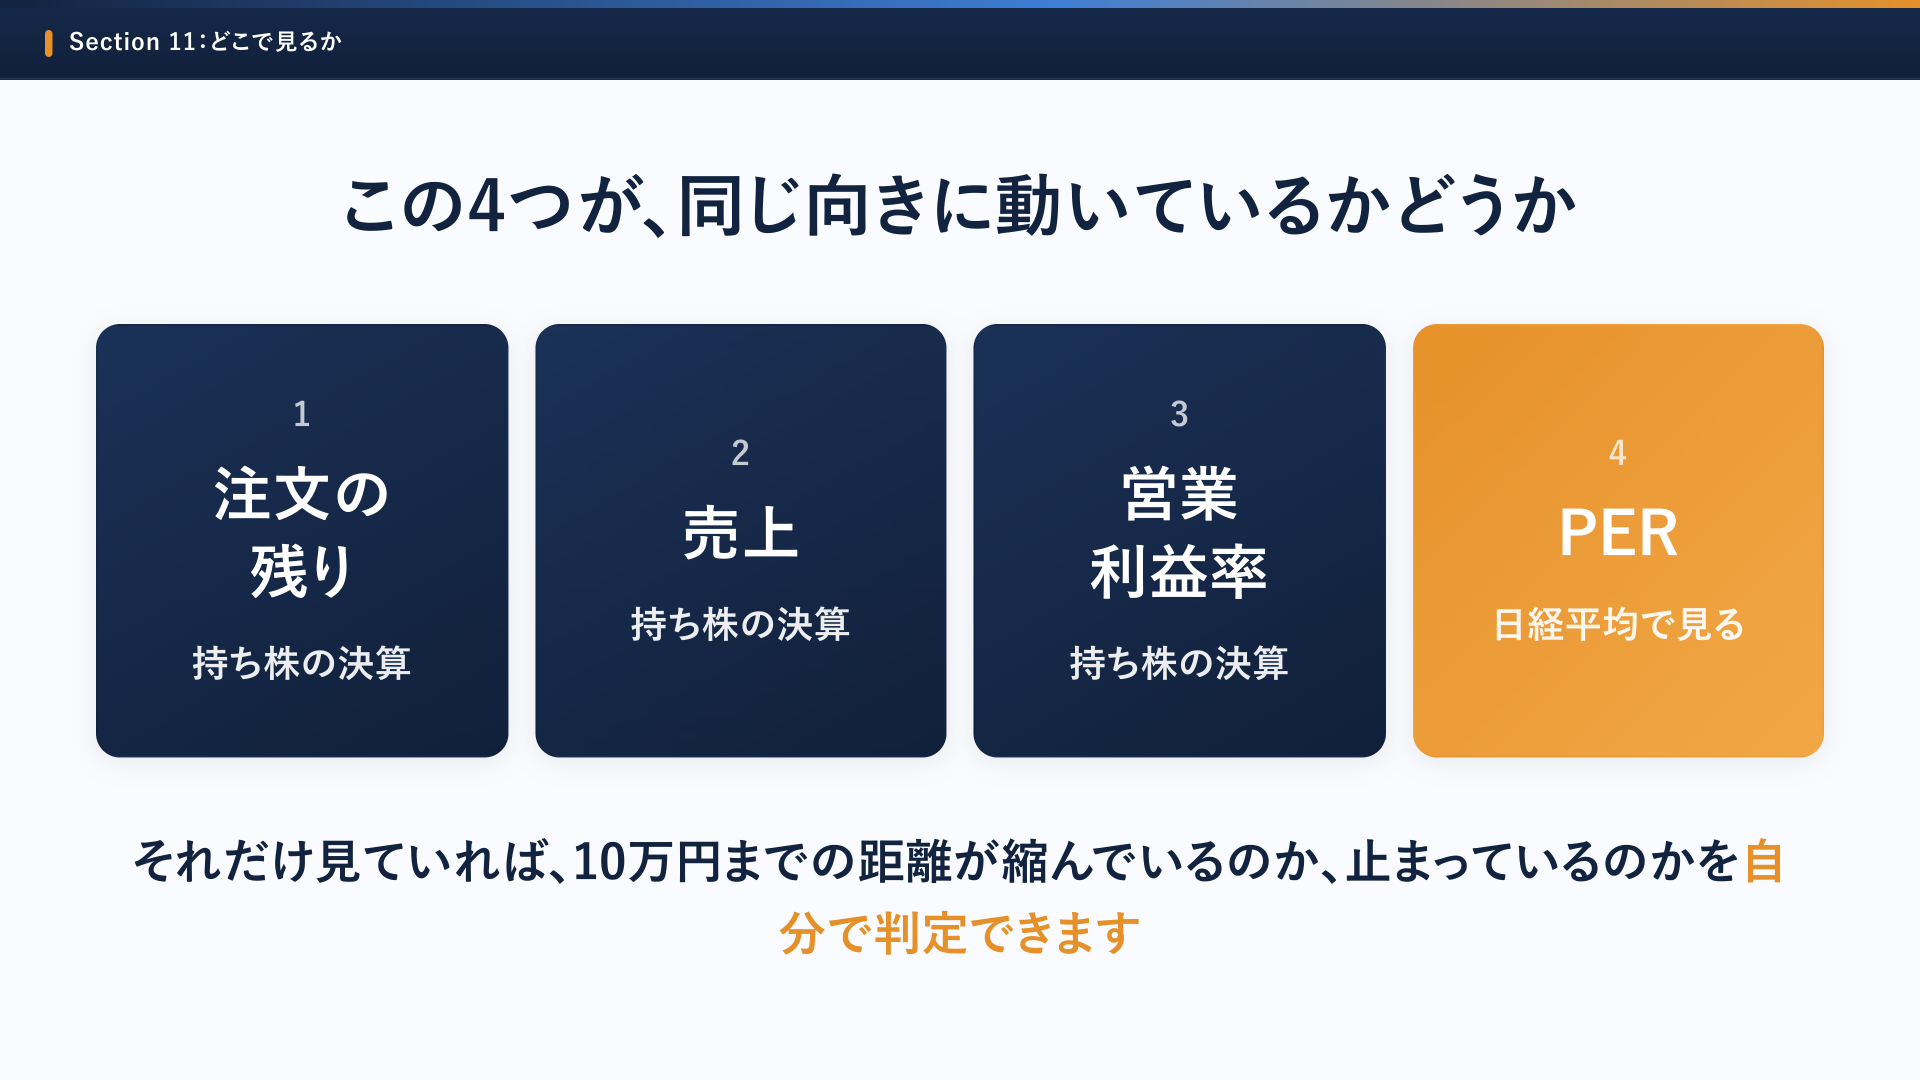 Section 11：どこで見るか
この4つが、同じ向きに動いているかどうか
1
注文の
残り
持ち株の決算
2
売上
持ち株の決算
3
営業
利益率
持ち株の決算
4
PER
日経平均で見る
それだけ見ていれば、10万円までの距離が縮んでいるのか、止まっているのかを自
分で判定できます